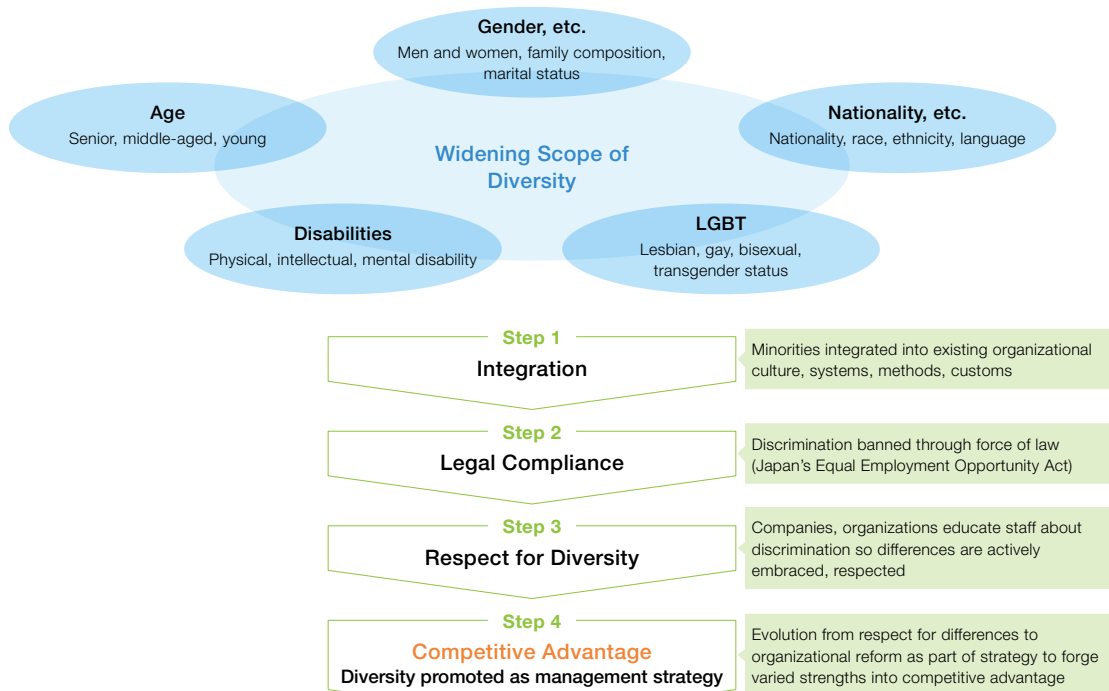 Gender, etc.
Men and women, family composition,
marital status
Age
Senior, middle-aged, young
Nationality, etc.
Nationality, race, ethnicity, language
Widening Scope of
Diversity
Disabilities
Physical, intellectual, mental disability
LGBT
Lesbian, gay, bisexual,
transgender status
Step 1
Integration
Minorities integrated into existing organizational
culture, systems, methods, customs
Step 2
Legal Compliance
Discrimination banned through force of law
(Japan’s Equal Employment Opportunity Act)
Step 3
Respect for Diversity
Companies, organizations educate staff about
discrimination so differences are actively
embraced, respected
Step 4
Competitive Advantage
Diversity promoted as management strategy
Evolution from respect for differences to
organizational reform as part of strategy to forge
varied strengths into competitive advantage